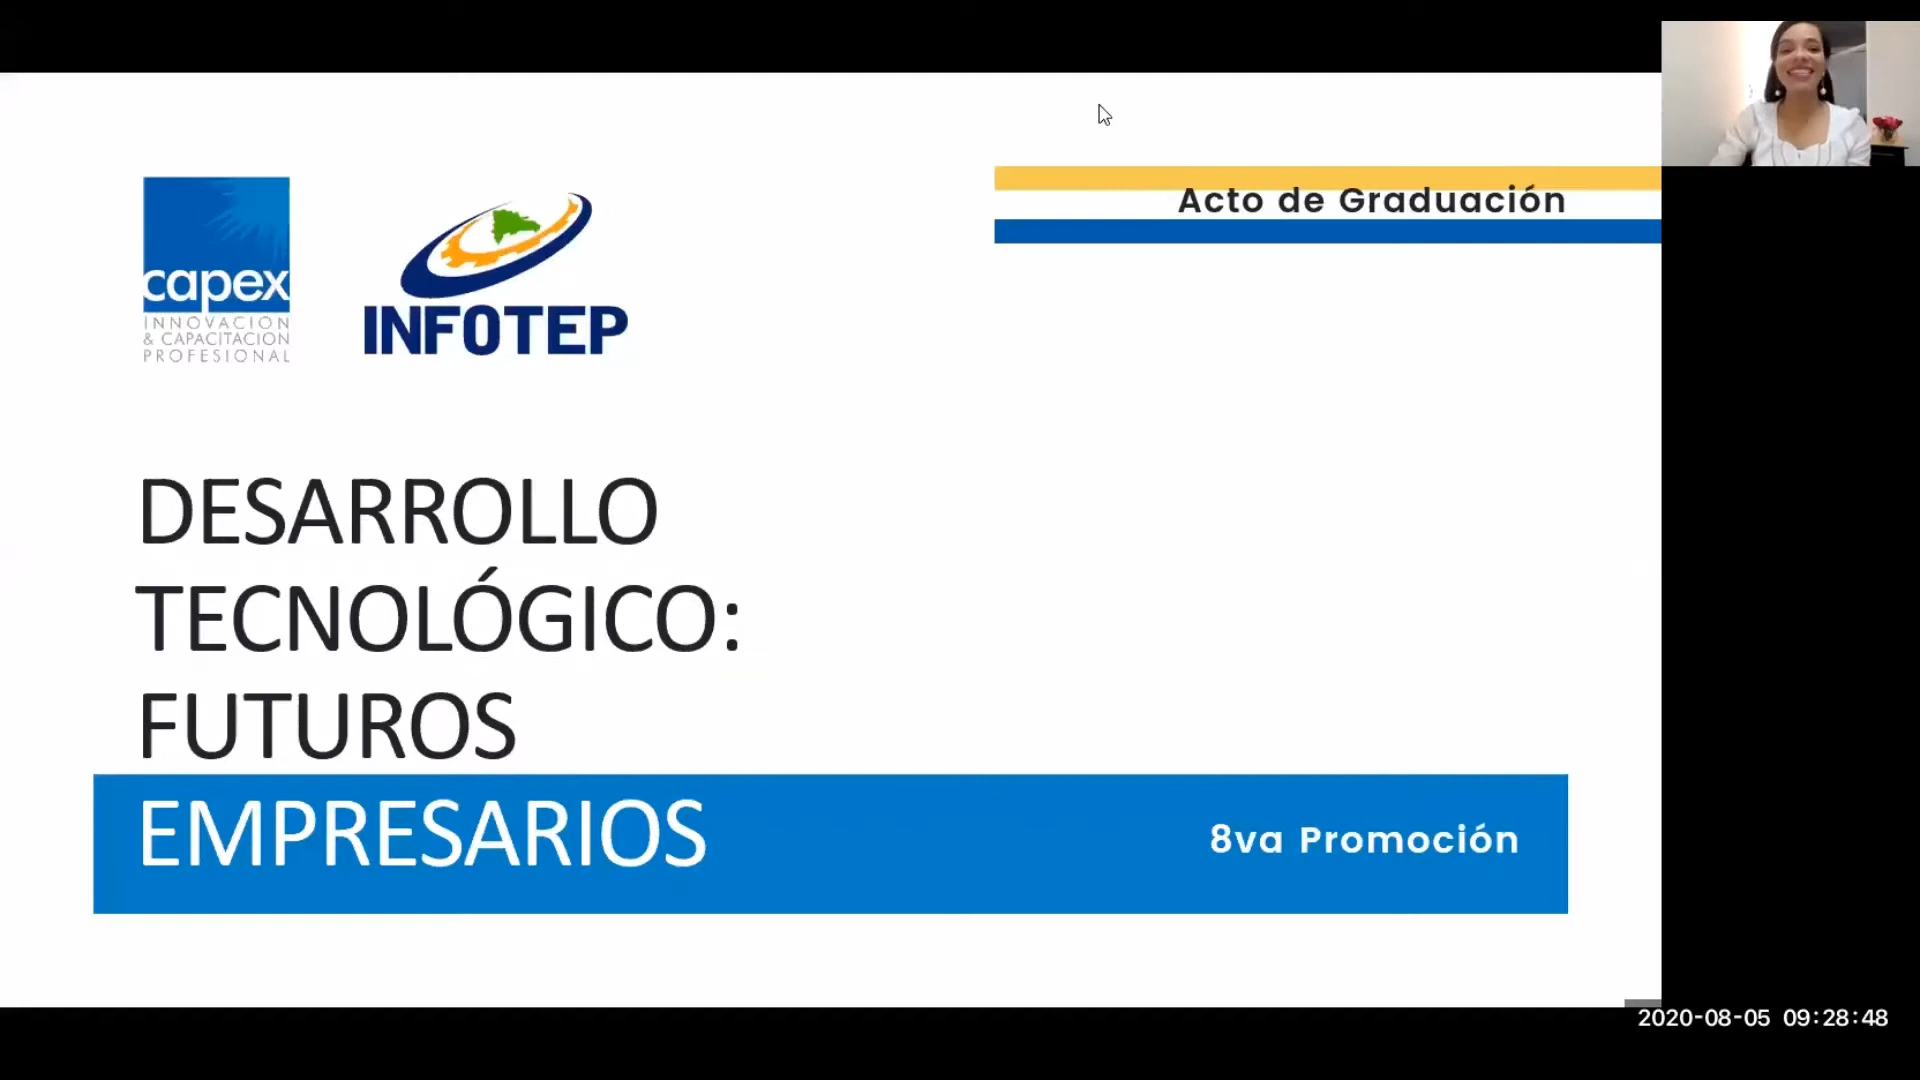 Acto de Graduación
capex
INNOVACION
& CAPACITACION
PROFESIONAL
INFOTEP
DESARROLLO
TECNOLÓGICO:
FUTUROS
EMPRESARIOS
8va Promoción
2020-08-05 09:28:48